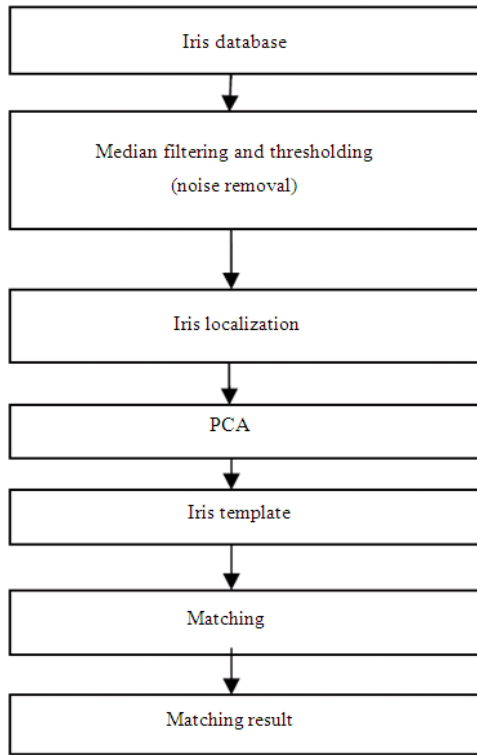 Iris database
Median filtering and thresholding
(noise removal)
Iris localization
PCA
Iris template
Matching
Matching result